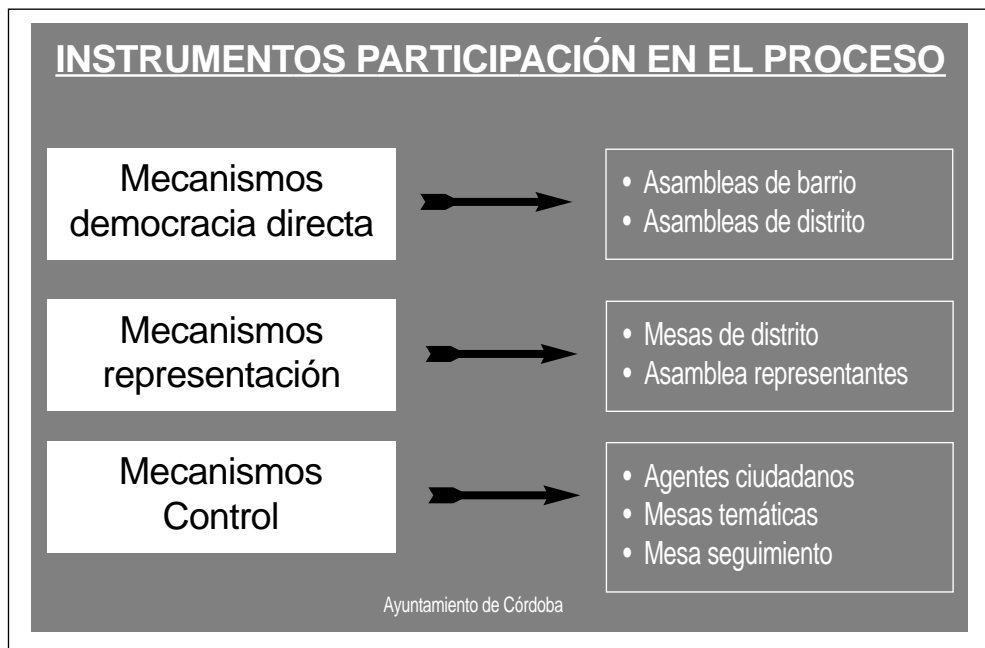 INSTRUMENTOS PARTICIPACIÓN EN EL PROCESO
Mecanismos
democracia directa
• Asambleas de barrio
• Asambleas de distrito
Mecanismos
representación
• Mesas de distrito
• Asamblea representantes
Mecanismos
Control
• Agentes ciudadanos
• Mesas temáticas
• Mesa seguimiento
Ayuntamiento de Córdoba